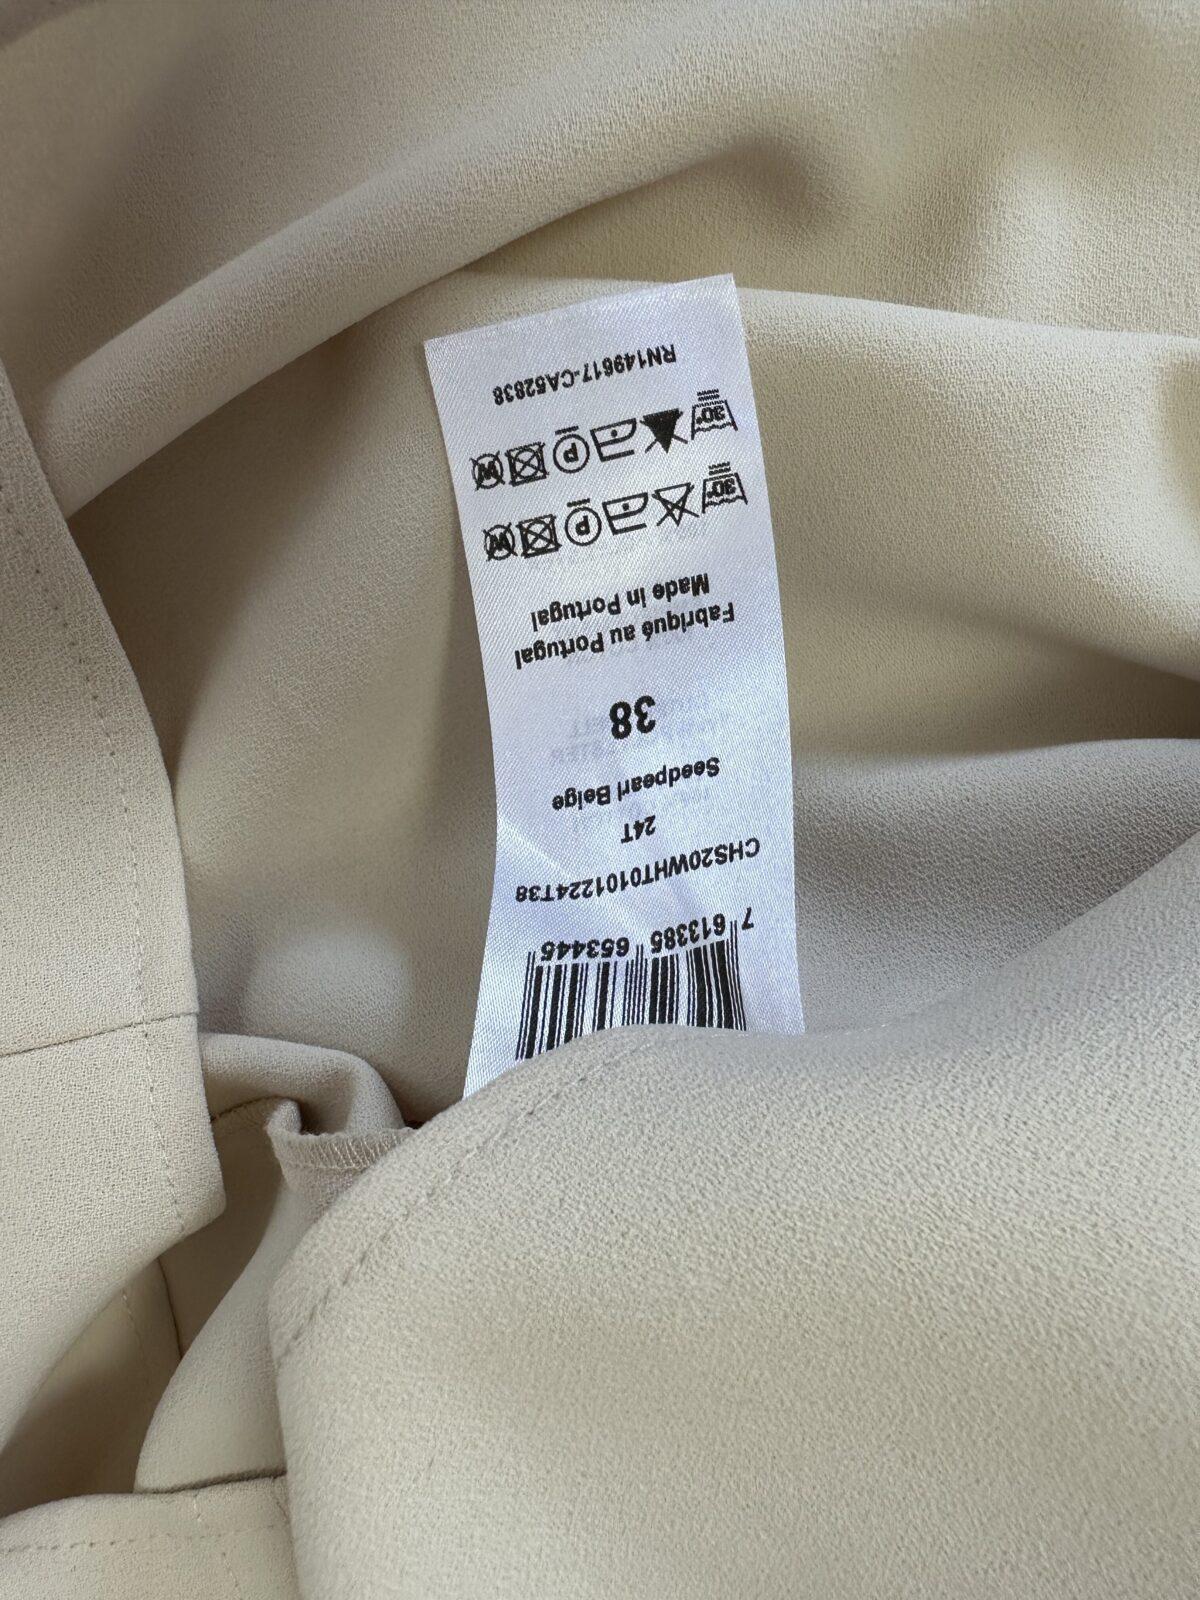 7 613385 653445
CHS20WHT0101224T38
24T
Seedpearl Beige
38
Fabriqué au Portugal
Made in Portugal
30° P W
30° P W
RN149617-CA52838